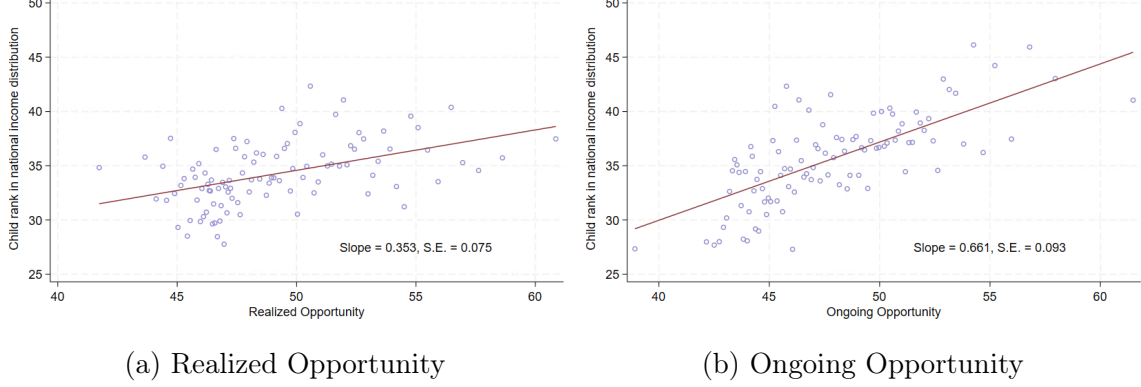 Child rank in national income distribution
50
45
40
35
30
25
Slope = 0.353, S.E. = 0.075
40
45
50
55
60
Realized Opportunity
(a) Realized Opportunity
Child rank in national income distribution
50
45
40
35
30
25
Slope = 0.661, S.E. = 0.093
40
45
50
55
60
Ongoing Opportunity
(b) Ongoing Opportunity